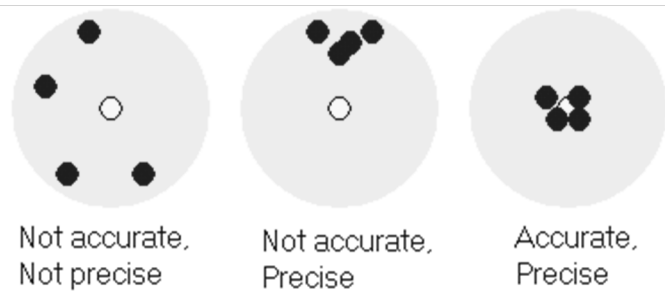 Not accurate,
Not precise
Not accurate,
Precise
Accurate,
Precise